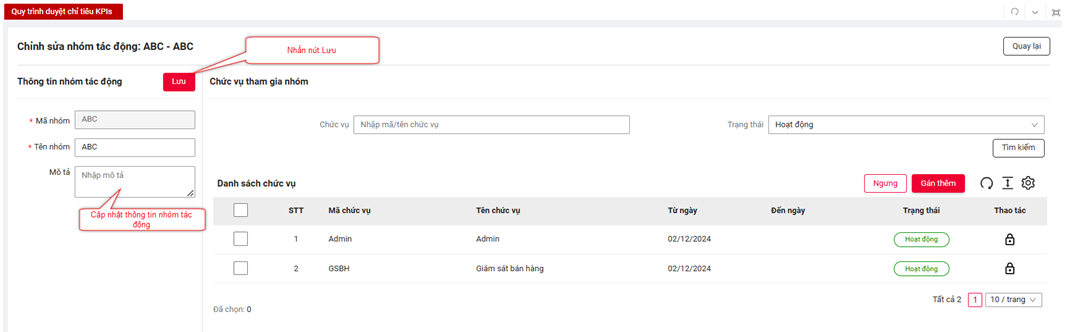 Quy trình duyệt chỉ tiêu KPIs
Chỉnh sửa nhóm tác động: ABC - ABC
Nhấn nút Lưu
Quay lại
Thông tin nhóm tác động
Lưu
Chức vụ tham gia nhóm
* Mã nhóm ABC
Chức vụ Nhập mã/tên chức vụ
Trạng thái Hoạt động
* Tên nhóm ABC
Tìm kiếm
Mô tả Nhập mô tả
Cập nhật thông tin nhóm tác
động
Danh sách chức vụ
Ngưng
Gán thêm
STT Mã chức vụ Tên chức vụ Từ ngày Đến ngày Trạng thái Thao tác
1 Admin Admin 02/12/2024 Hoạt động
2 GSBH Giám sát bán hàng 02/12/2024 Hoạt động
Tất cả 2 1 10 / trang
Đã chọn: 0